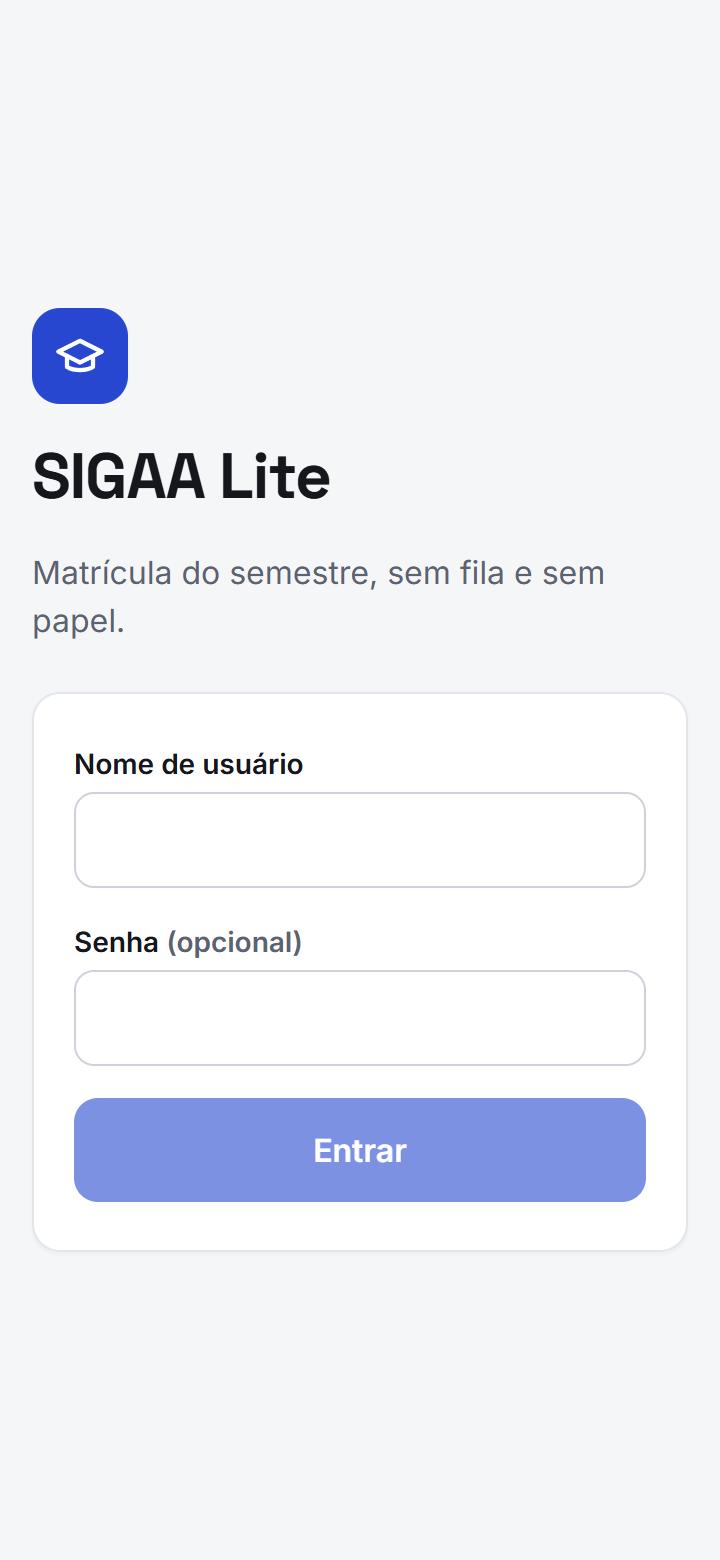 SIGAA Lite
Matrícula do semestre, sem fila e sem
papel.
Nome de usuário
Senha (opcional)
Entrar